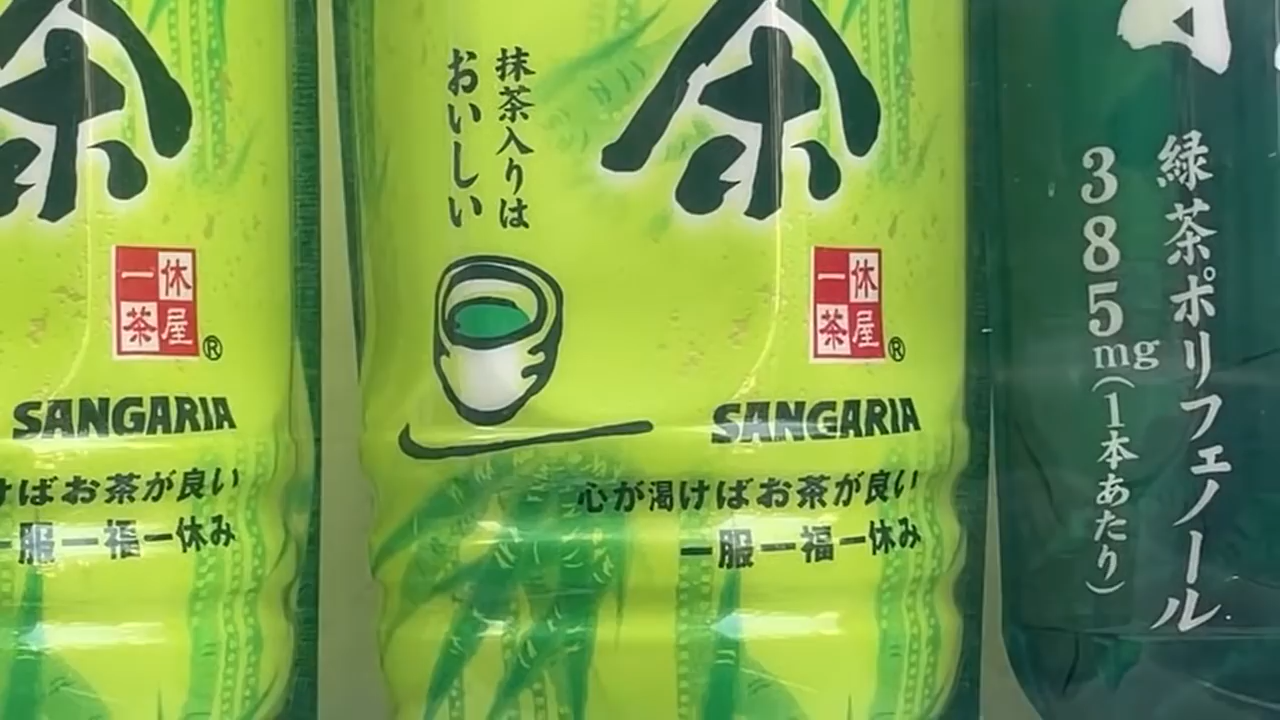 茶
一休
茶屋
®
SANGARIA
けばお茶が良い
一服一福一休み
茶
抹茶入りは
おいしい
一休
茶屋
®
SANGARIA
心が渇けばお茶が良い
一服一福一休み
緑茶ポリフェノール
385mg(1本あたり)